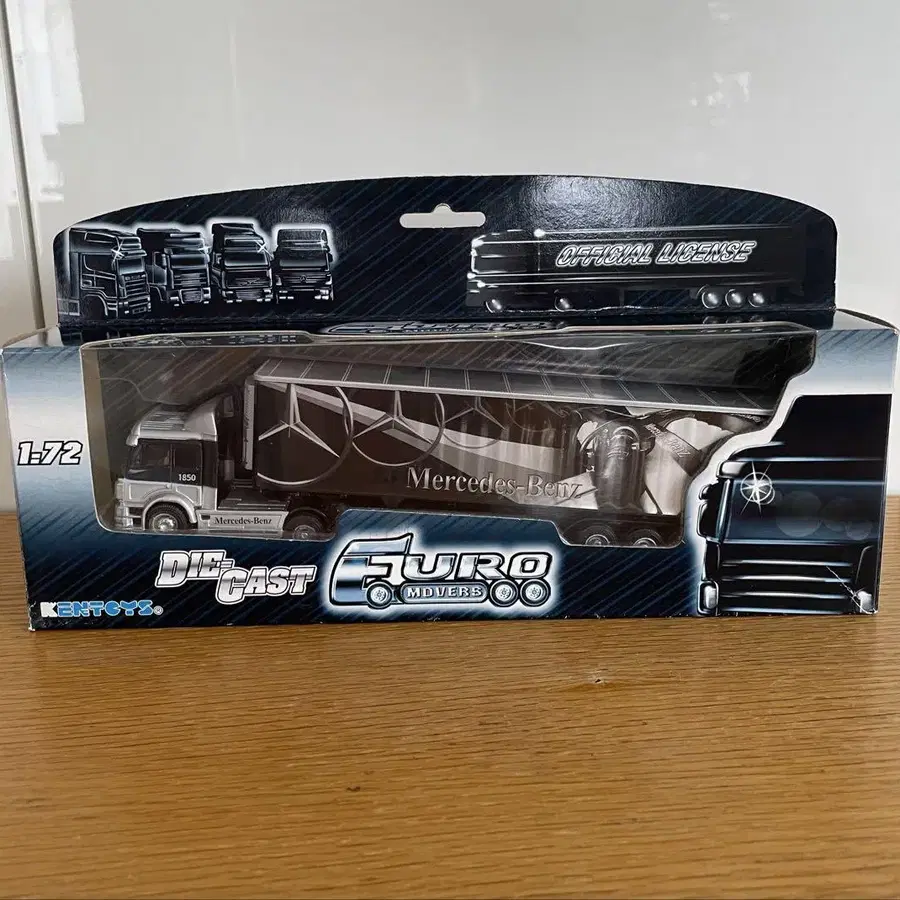 OFFICIAL LICENSE
1:72
1850
Mercedes-Benz
Mercedes-Benz
DIE-CAST
EURO
MOVERS
KENTOYS